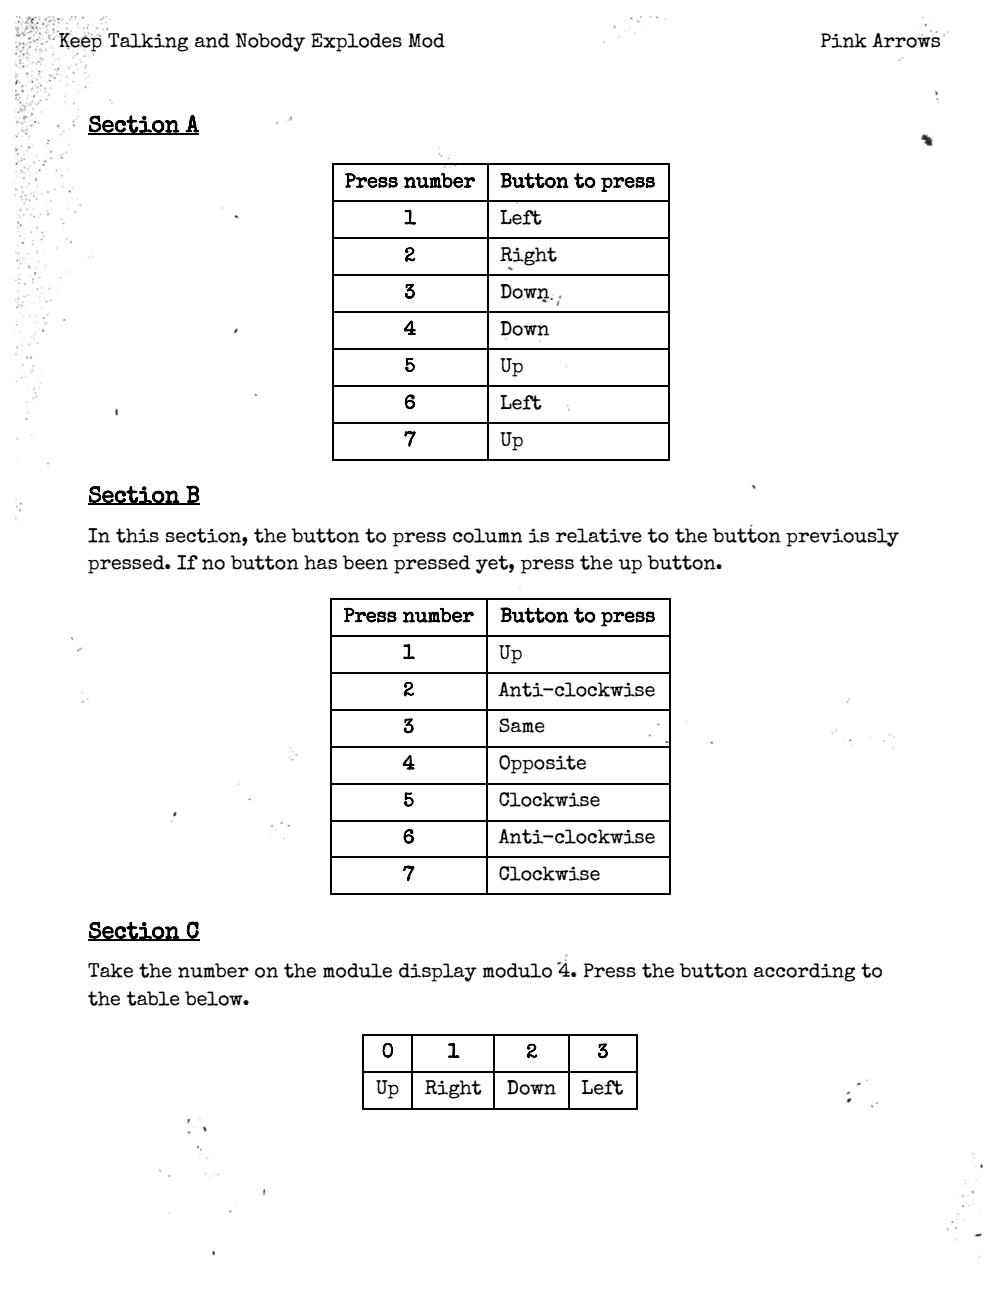 Keep Talking and Nobody Explodes Mod Pink Arrows
Section A
Press number Button to press
1 Left
2 Right
3 Down
4 Down
5 Up
6 Left
7 Up
Section B
In this section, the button to press column is relative to the button previously
pressed. If no button has been pressed yet, press the up button.
Press number Button to press
1 Up
2 Anti-clockwise
3 Same
4 Opposite
5 Clockwise
6 Anti-clockwise
7 Clockwise
Section C
Take the number on the module display modulo 4. Press the button according to
the table below.
0 1 2 3
Up Right Down Left